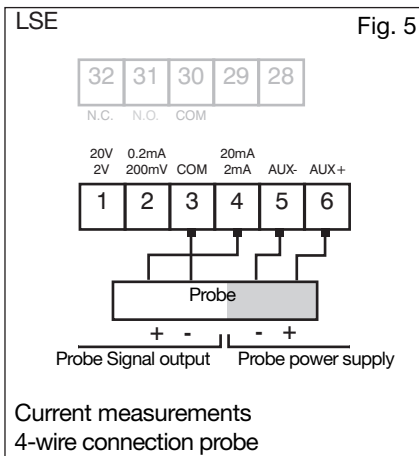 LSE Fig. 5
32 31 30 29 28
N.C. N.O. COM
20V 0.2mA 20mA
2V 200mV COM 2mA AUX- AUX+
1 2 3 4 5 6
Probe
+ - - +
Probe Signal output Probe power supply
Current measurements
4-wire connection probe